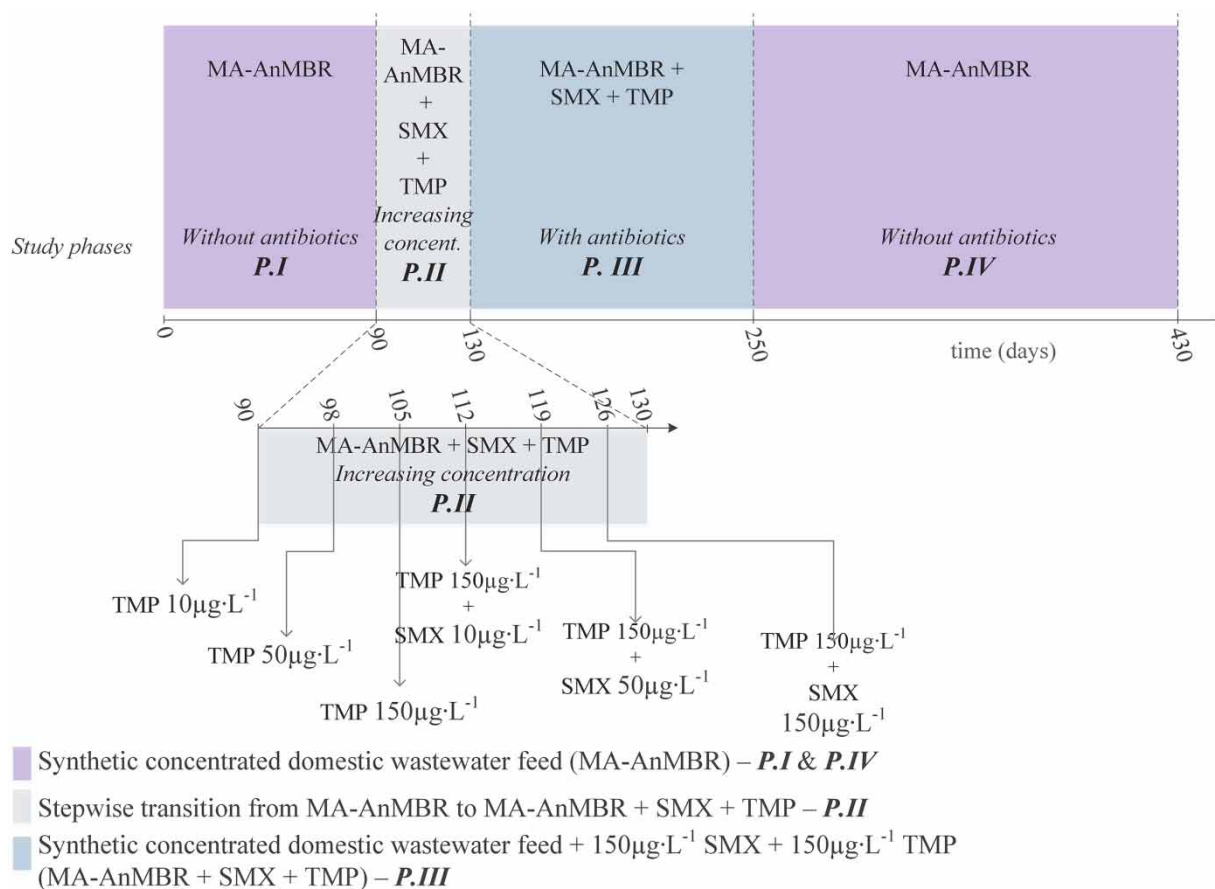 MA-AnMBR
MA-
AnMBR
+
SMX
+
TMP
Increasing
concent.
P.II
MA-AnMBR +
SMX + TMP
MA-AnMBR
Study phases
Without antibiotics
P.I
With antibiotics
P. III
Without antibiotics
P.IV
0
90
130
250
time (days)
430
90
98
105
112
119
126
130
MA-AnMBR + SMX + TMP
Increasing concentration
P.II
TMP 10µg·L-1
TMP 50µg·L-1
TMP 150µg·L-1
TMP 150µg·L-1
+
SMX 10µg·L-1
TMP 150µg·L-1
+
SMX 50µg·L-1
TMP 150µg·L-1
+
SMX
150µg·L-1
Synthetic concentrated domestic wastewater feed (MA-AnMBR) – P.I & P.IV
Stepwise transition from MA-AnMBR to MA-AnMBR + SMX + TMP – P.II
Synthetic concentrated domestic wastewater feed + 150µg·L-1 SMX + 150µg·L-1 TMP
(MA-AnMBR + SMX + TMP) – P.III